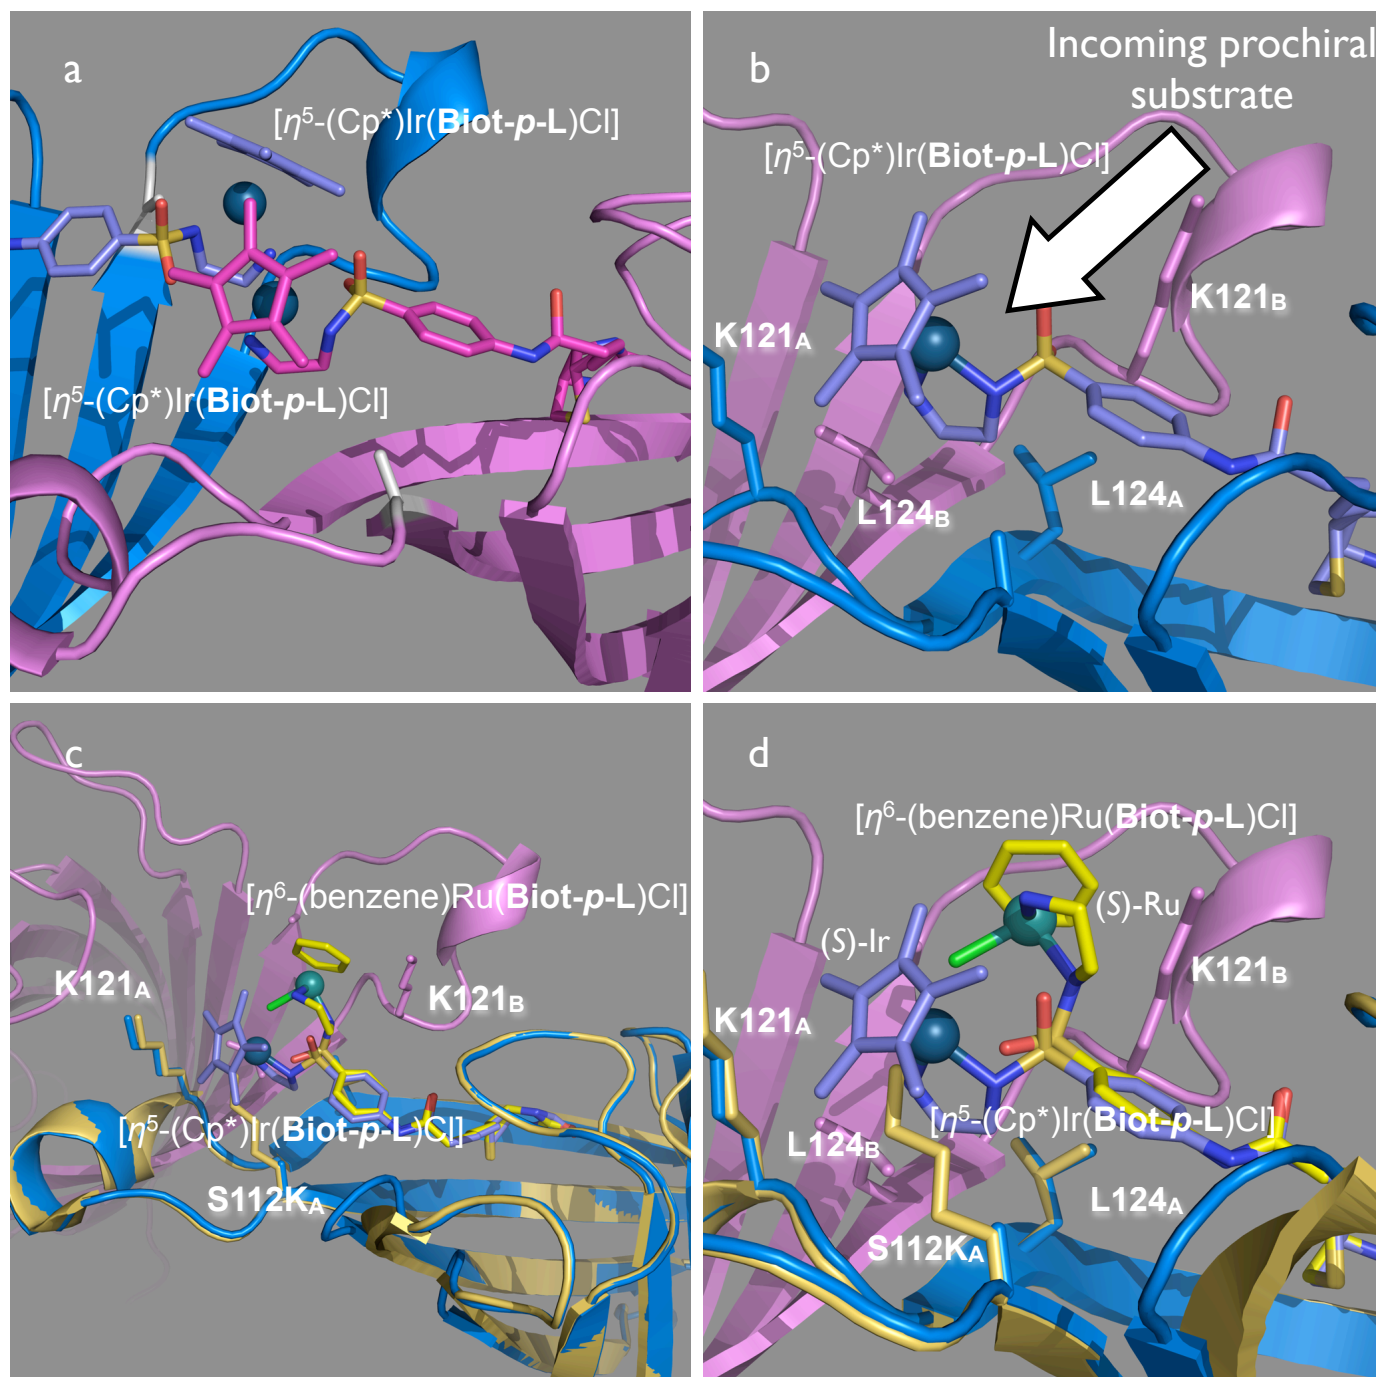 a
[η⁵-(Cp*)Ir(Biot-p-L)Cl]
[η⁵-(Cp*)Ir(Biot-p-L)Cl]
b
Incoming prochiral
substrate
[η⁵-(Cp*)Ir(Biot-p-L)Cl]
K121B
K121A
L124A
L124B
c
[η⁶-(benzene)Ru(Biot-p-L)Cl]
K121A
K121B
[η⁵-(Cp*)Ir(Biot-p-L)Cl]
S112KA
d
[η⁶-(benzene)Ru(Biot-p-L)Cl]
(S)-Ru
(S)-Ir
K121B
K121A
[η⁵-(Cp*)Ir(Biot-p-L)Cl]
L124B
L124A
S112KA